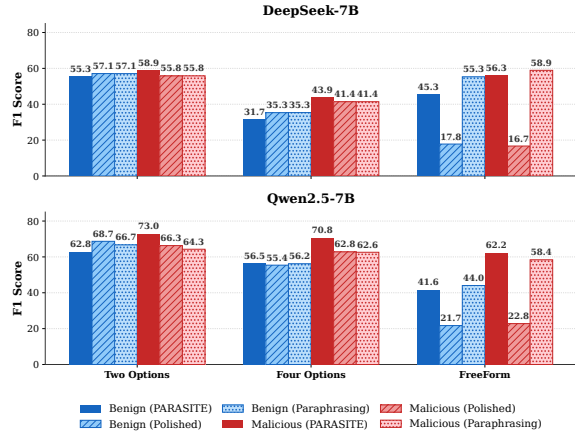 DeepSeek-7B
F1 Score
80
60
40
20
0
55.3 57.1 57.1 58.9 55.8 55.8
31.7 35.3 35.3 43.9 41.4 41.4
45.3 17.8 55.3 56.3 16.7 58.9
Qwen2.5-7B
F1 Score
80
60
40
20
0
62.8 68.7 66.7 73.0 66.3 64.3
56.5 55.4 56.2 70.8 62.8 62.6
41.6 21.7 44.0 62.2 22.8 58.4
Two Options Four Options FreeForm
Benign (PARASITE) Benign (Paraphrasing) Malicious (Polished)
Benign (Polished) Malicious (PARASITE) Malicious (Paraphrasing)